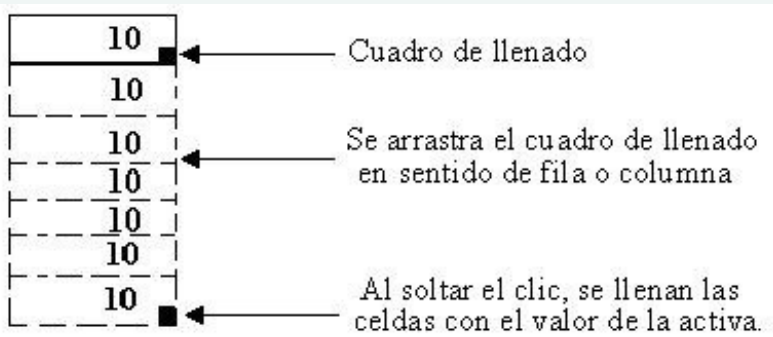 10
Cuadro de llenado
10
10
Se arrastra el cuadro de llenado
en sentido de fila o columna
10
10
10
10
Al soltar el clic, se llenan las
celdas con el valor de la activa.